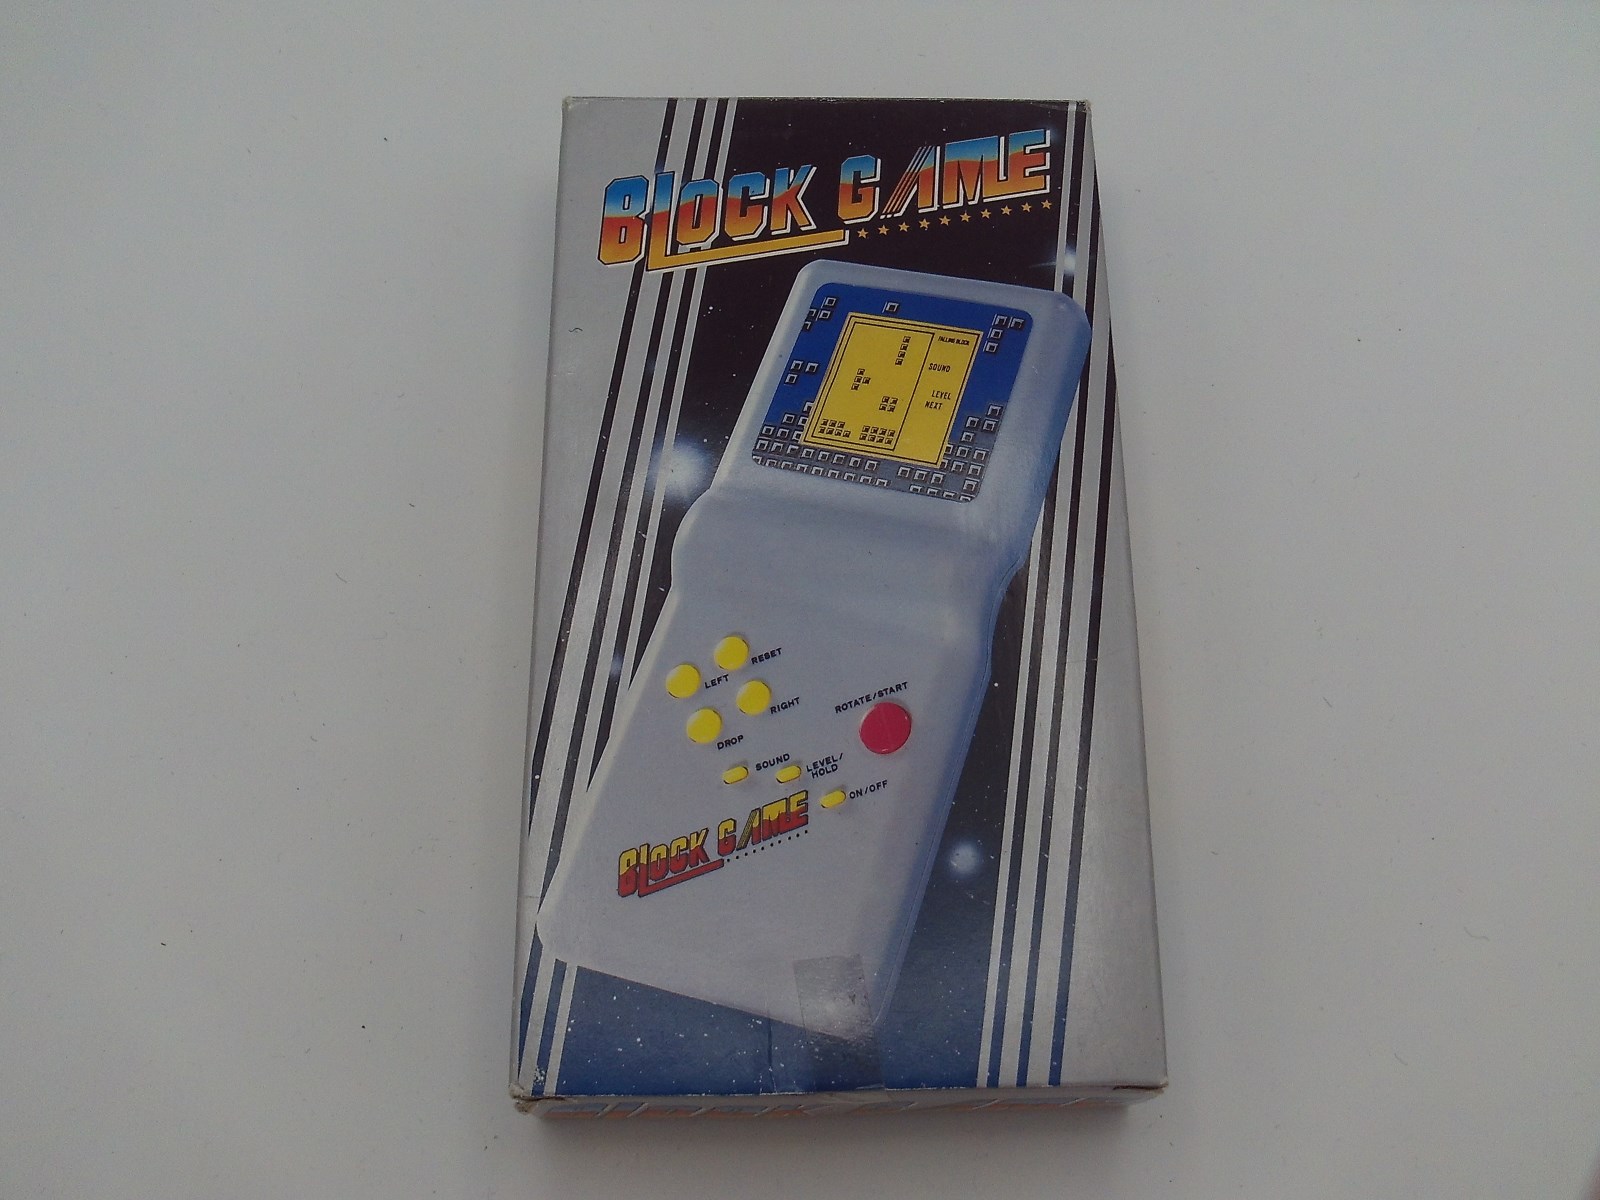 BLOCK GAME
FALLING BLOCK
SOUND
LEVEL
NEXT
RESET
LEFT
RIGHT
ROTATE/START
DROP
SOUND
LEVEL/
HOLD
ON/OFF
BLOCK GAME